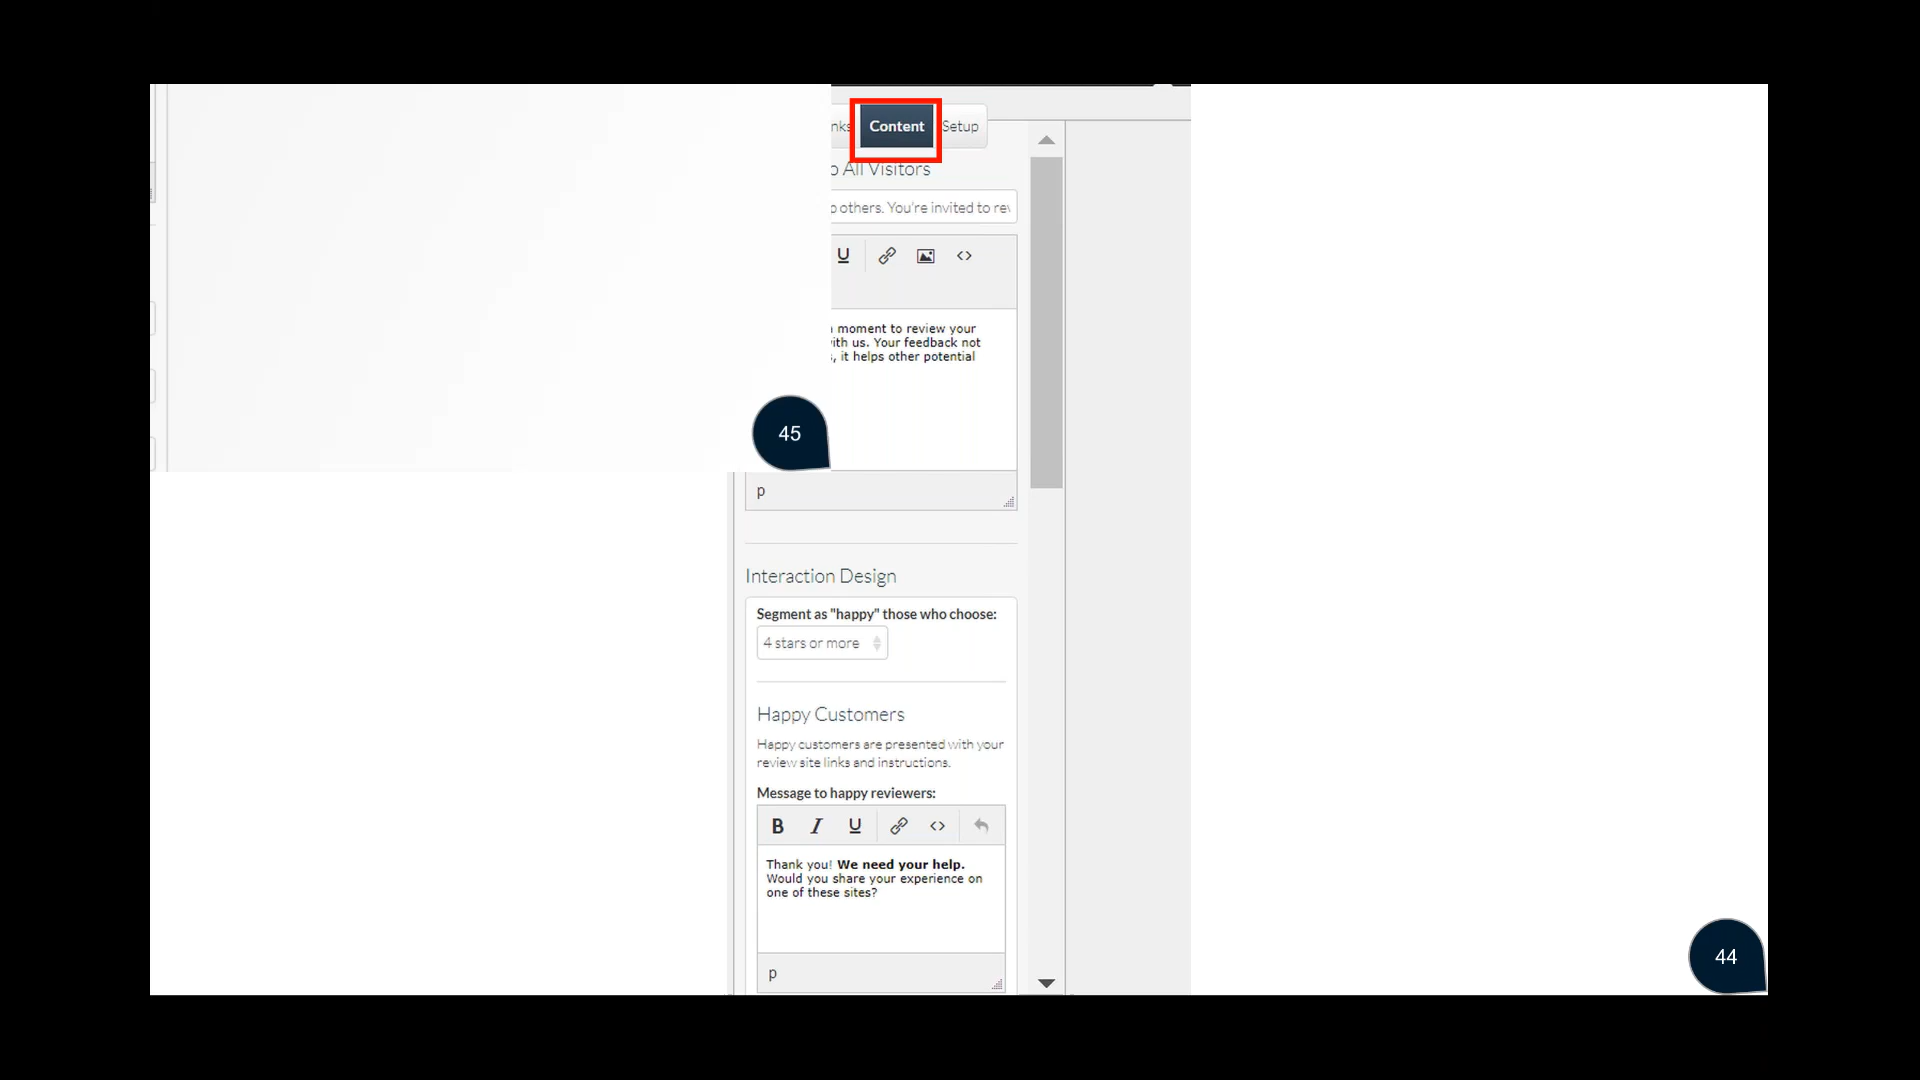 Content
Setup
All Visitors
others. You're invited to
U
moment to review your
with us. Your feedback not
, it helps other potential
45
p
Interaction Design
Segment as "happy" those who choose:
4 stars or more
Happy Customers
Happy customers are presented with your
review site links and instructions.
Message to happy reviewers:
B I U
Thank you! We need your help.
Would you share your experience on
one of these sites?
44
p